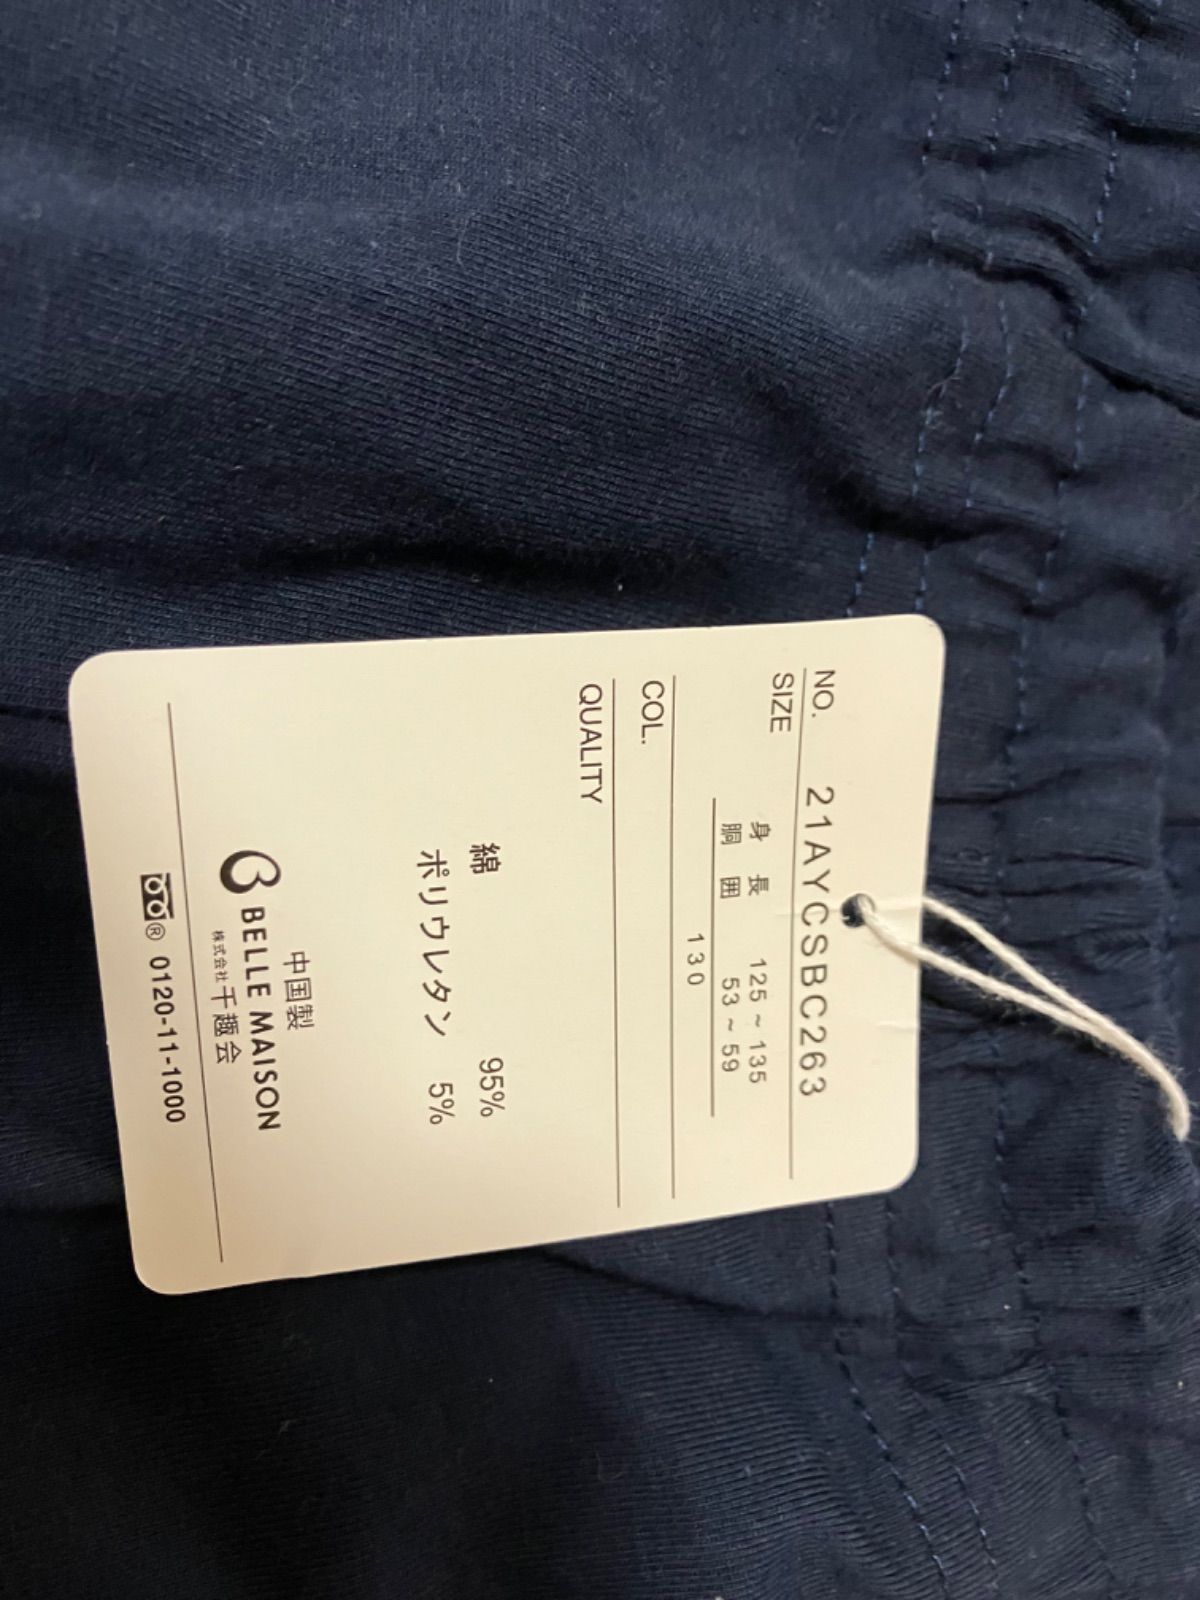 NO. 21AYCSBC263
SIZE
身長 125~135
胴囲 53~59
130
COL.
QUALITY
綿 95%
ポリウレタン 5%
中国製
BELLE MAISON
株式会社千趣会
® 0120-11-1000